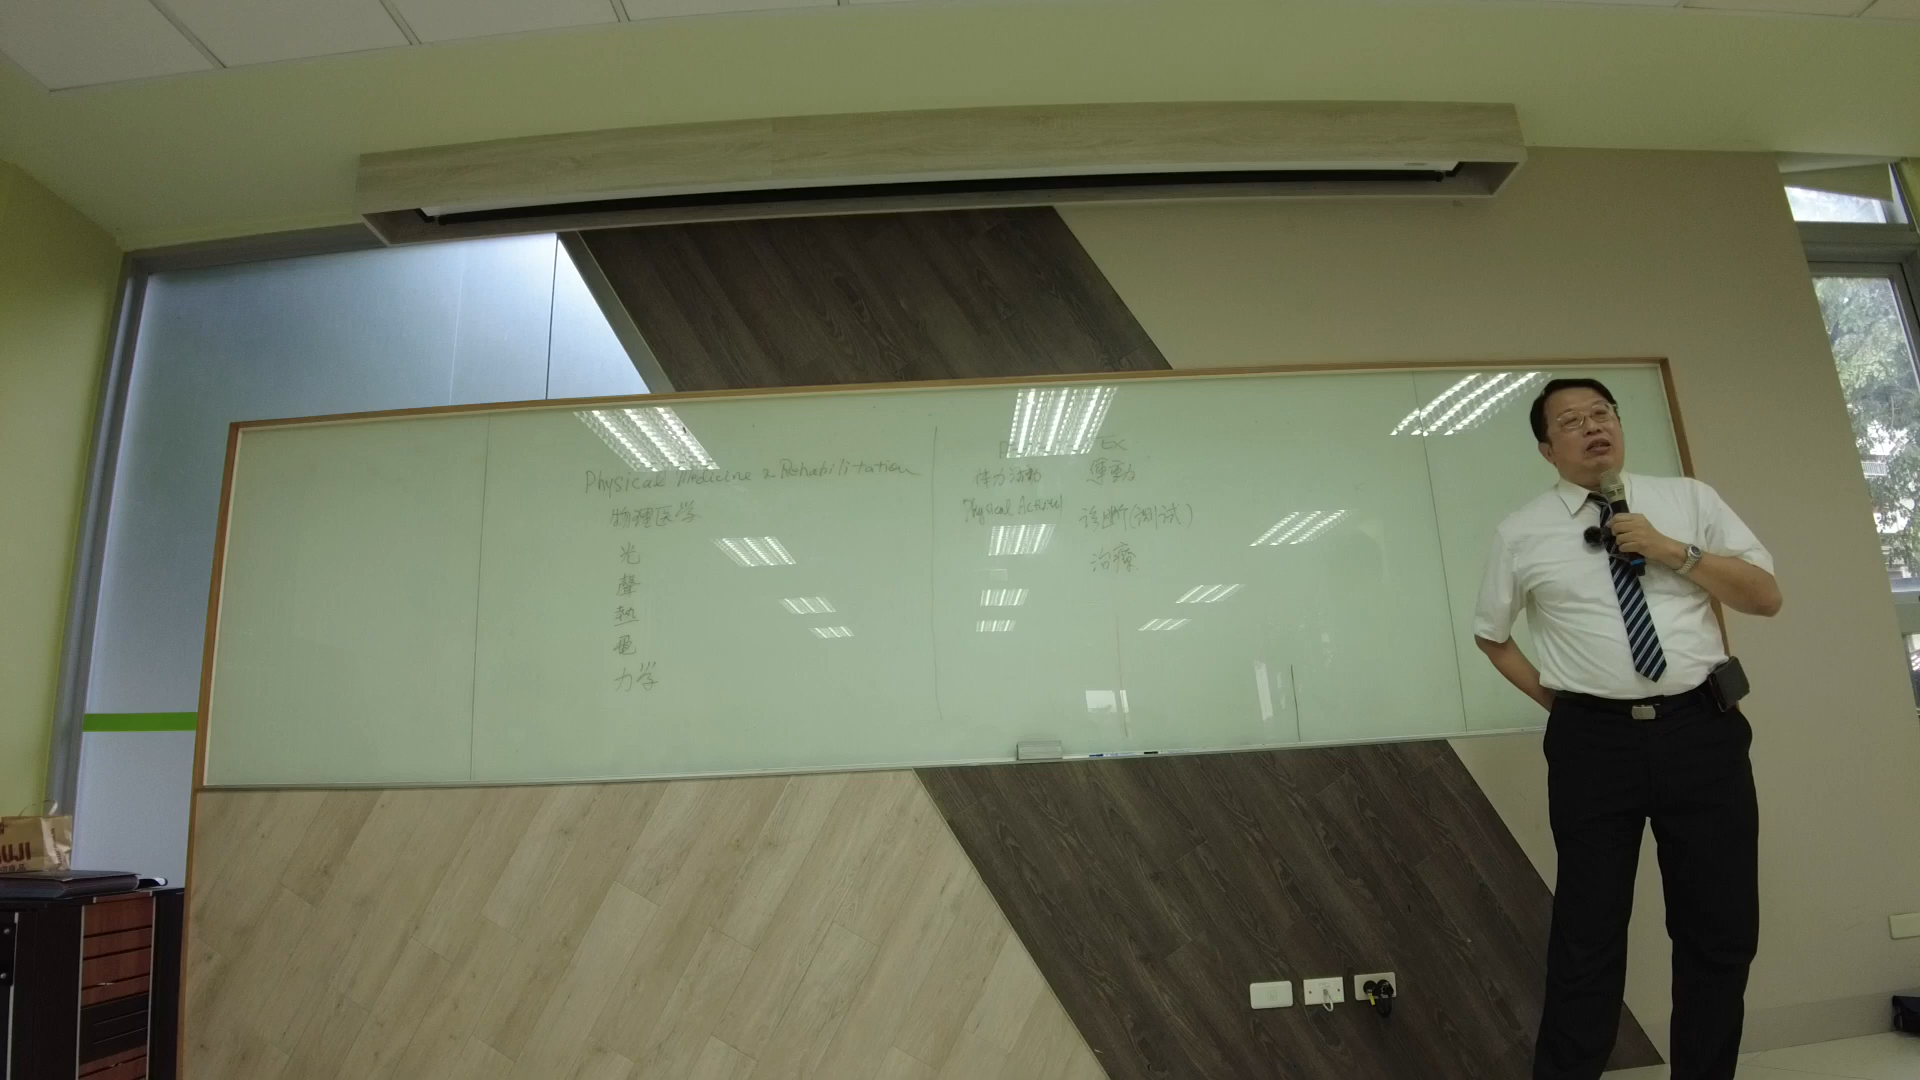 Physical Medicine & Rehabilitation
物理医学
光
聲
熱
電
力学
Ex
体力活動 運動
Physical
診断(測試)
治療
UJI